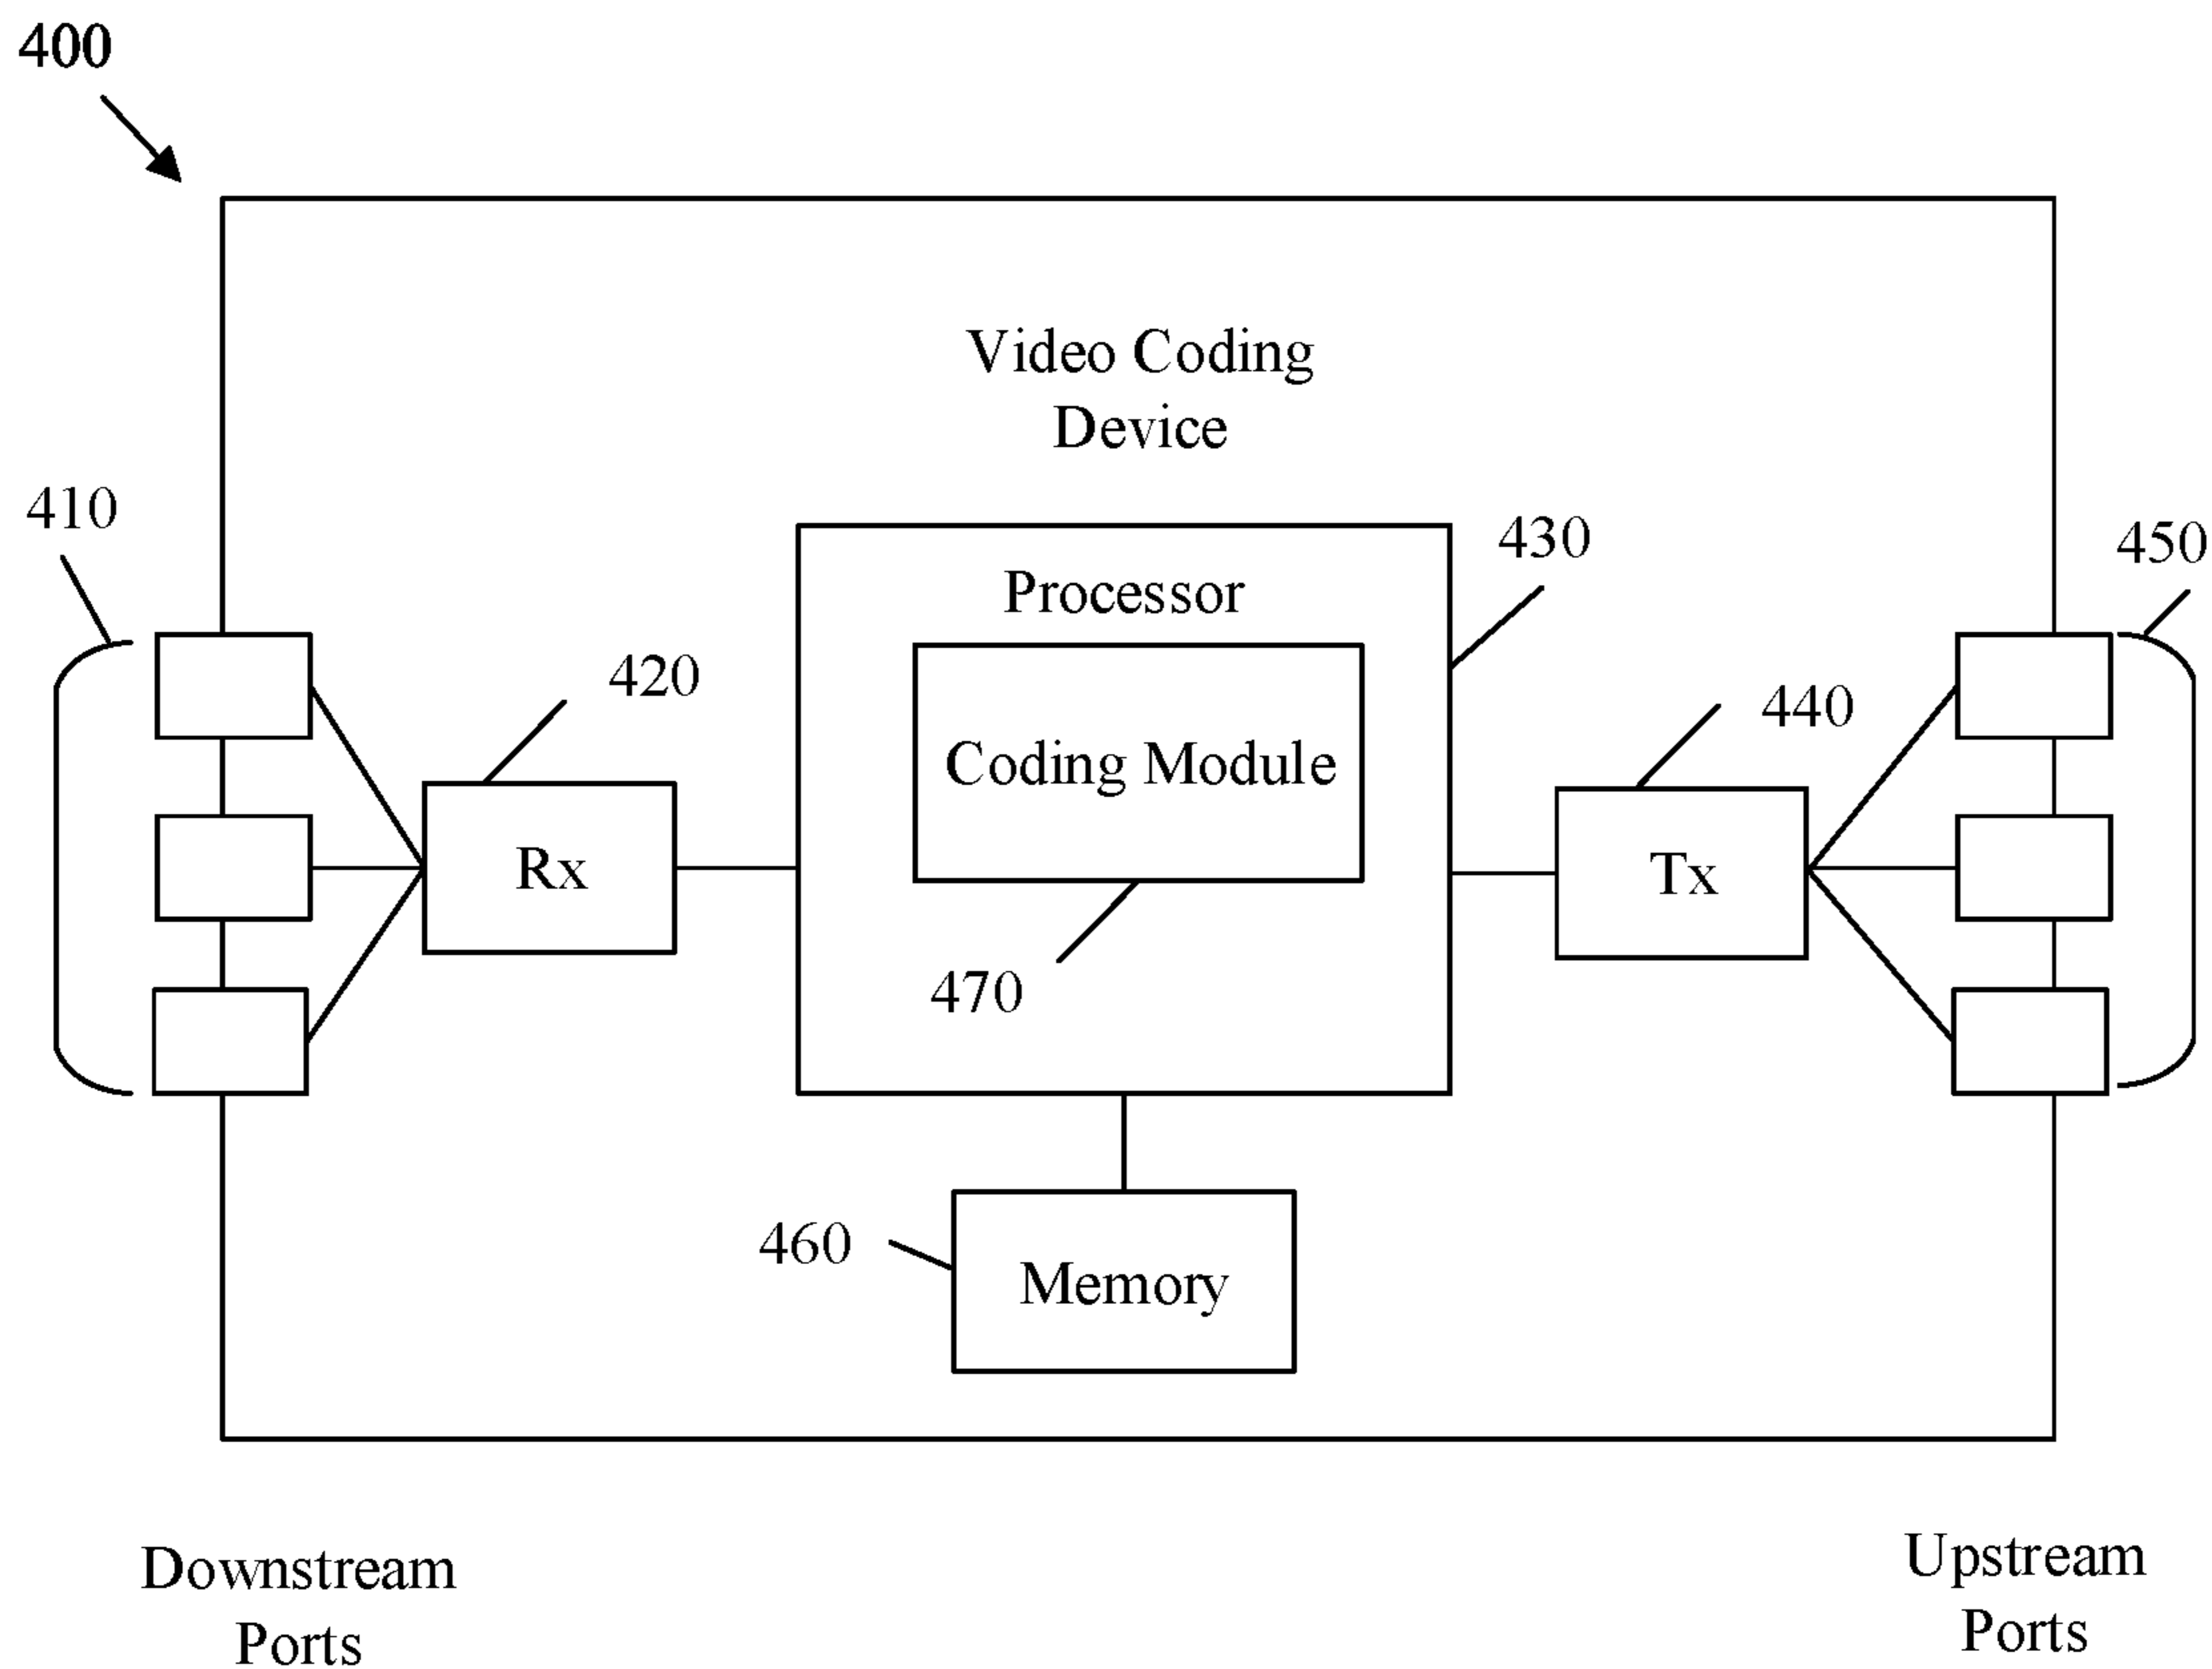 400
Video Coding
Device
410
430
450
Processor
420
440
Coding Module
Rx
Tx
470
460
Memory
Downstream
Ports
Upstream
Ports